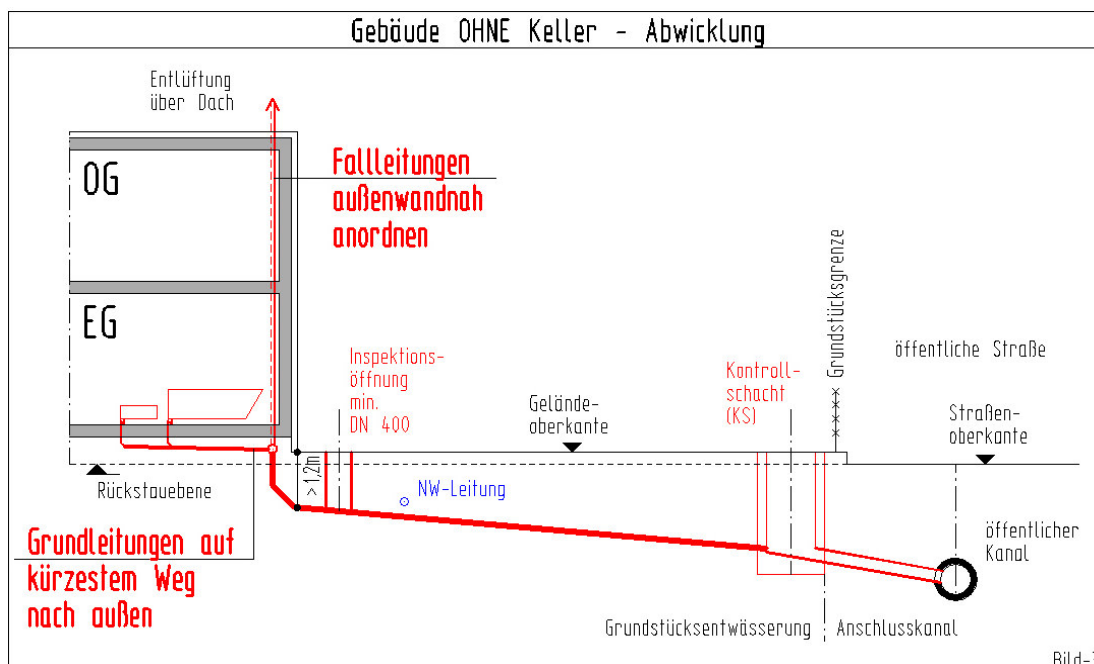 Gebäude OHNE Keller - Abwicklung
Entlüftung
über Dach
OG
Fallleitungen
außenwandnah
anordnen
EG
Inspektions-
öffnung
min.
DN 400
Kontroll-
schacht
(KS)
Grundstücksgrenze
öffentliche Straße
Gelände-
oberkante
Straßen-
oberkante
Rückstauebene
> 1,2m
NW-Leitung
Grundleitungen auf
kürzestem Weg
nach außen
öffentlicher
Kanal
Grundstücksentwässerung
Anschlusskanal